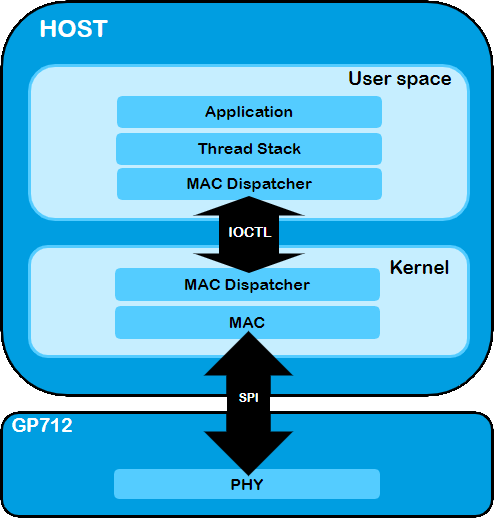 HOST
User space
Application
Thread Stack
MAC Dispatcher
IOCTL
Kernel
MAC Dispatcher
MAC
SPI
GP712
PHY